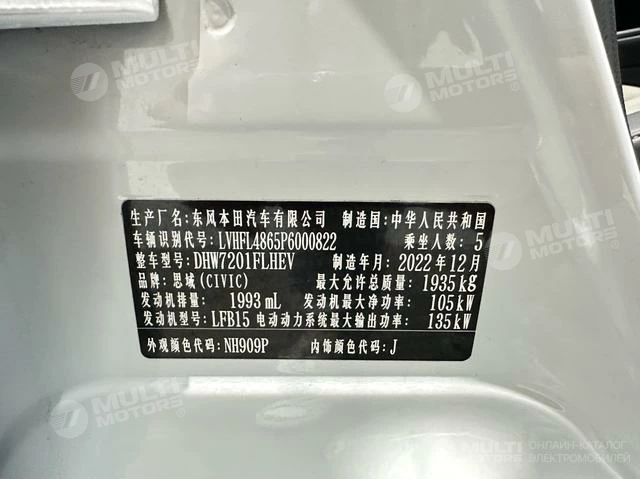 MULTI MOTORS®
MULTI MOTORS®
生产厂名:东风本田汽车有限公司 制造国:中华人民共和国
车辆识别代号:LVHFL4865P6000822 乘坐人数:5
整车型号:DHW7201FLHEV 制造年月:2022年12月
品牌:思域(CIVIC) 最大允许总质量:1935kg
发动机排量:1993mL 发动机最大净功率:105kW
发动机型号:LFB15 电动动力系统最大输出功率:135kW
外观颜色代码:NH909P 内饰颜色代码:J
MULTI MOTORS®
MULTI MOTORS
ОНЛАЙН-КАТАЛОГ
ЭЛЕКТРОМОБИЛЕЙ